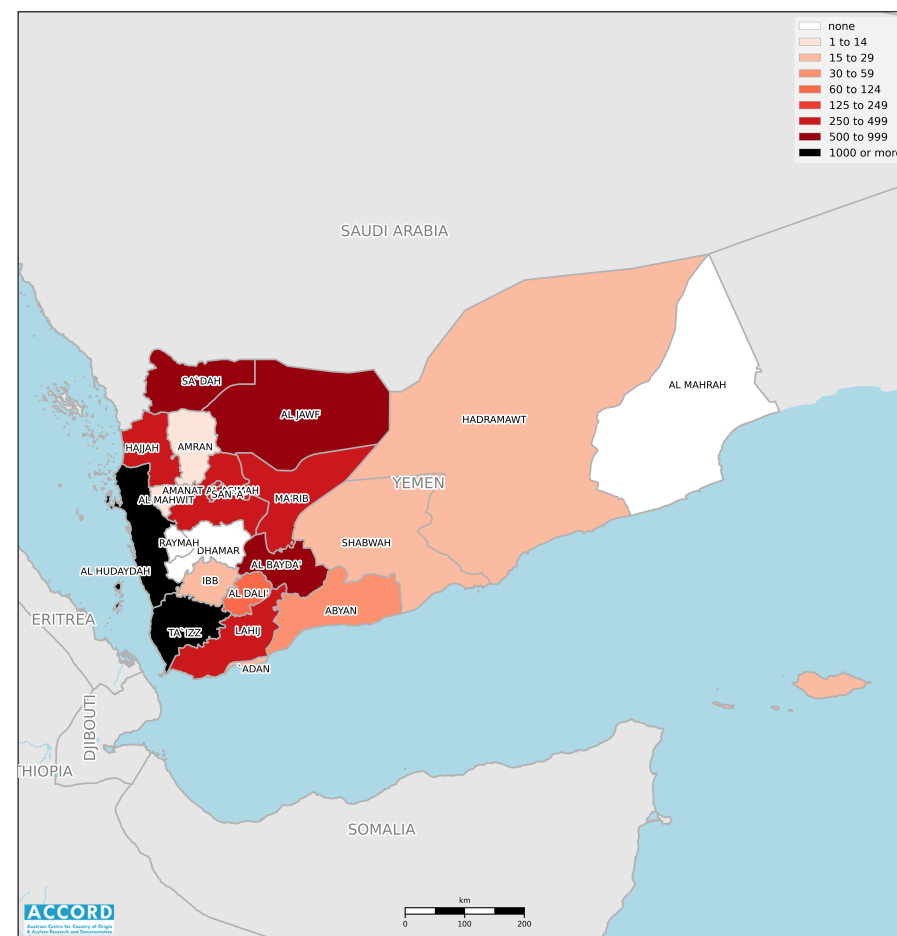 none
1 to 14
15 to 29
30 to 59
60 to 124
125 to 249
250 to 499
500 to 999
1000 or more
SAUDI ARABIA
SA`DAH
AL MAHRAH
AL JAWF
HADRAMAWT
HAJJAH
AMRAN
YEMEN
AMANAT AL ASIMAH
SAN`A'
AL MAHWIT
MA'RIB
RAYMAH
SHABWAH
DHAMAR
AL BAYDA'
AL HUDAYDAH
IBB
AL DALI'
ABYAN
ERITREA
TA`IZZ
LAHIJ
`ADAN
DJIBOUTI
THIOPIA
SOMALIA
km
0 100 200
ACCORD
Austrian Centre for Country of Origin
& Asylum Research and Documentation